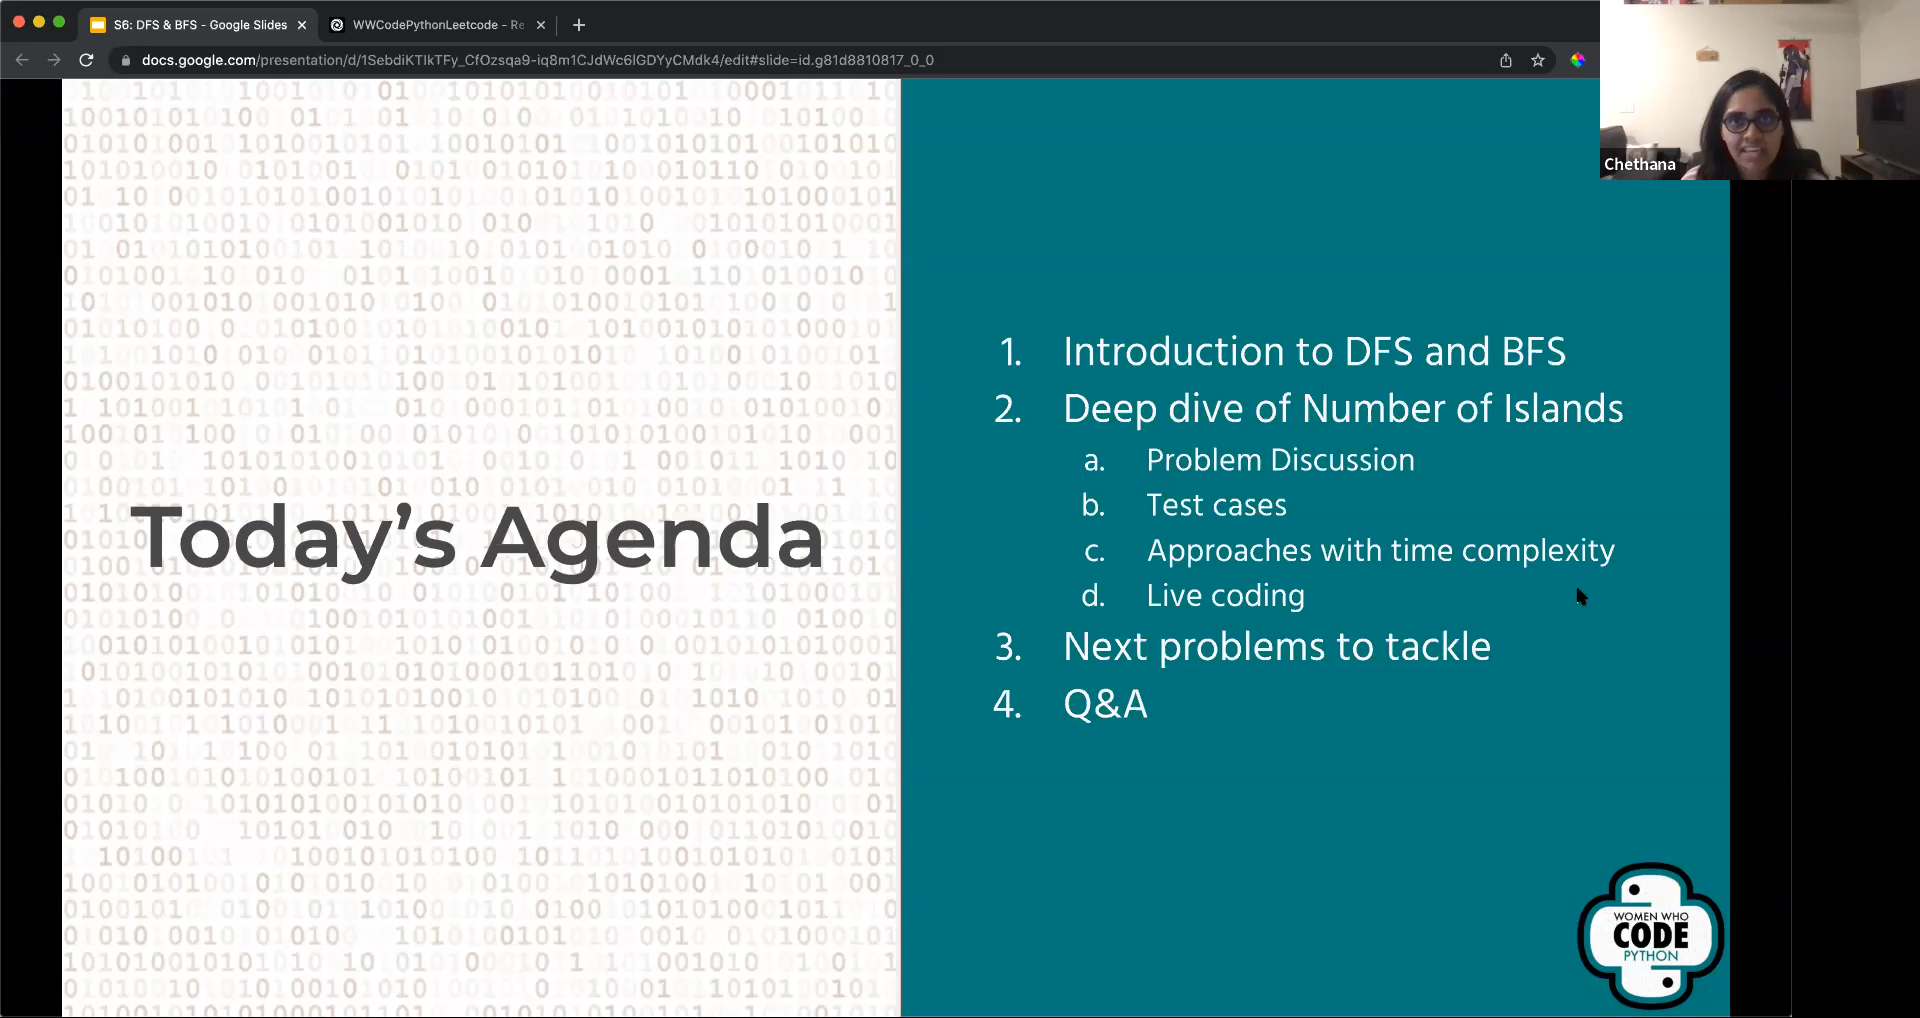 S6: DFS & BFS - Google Slides
WWCodePythonLeetcode - Re
docs.google.com/presentation/d/1SebdiKTIkTFy_CfOzsqa9-iq8m1CJdWc6lGDYyCMdk4/edit#slide=id.g81d8810817_0_0
Chethana
Today’s Agenda
1. Introduction to DFS and BFS
2. Deep dive of Number of Islands
a. Problem Discussion
b. Test cases
c. Approaches with time complexity
d. Live coding
3. Next problems to tackle
4. Q&A
WOMEN WHO
CODE
PYTHON